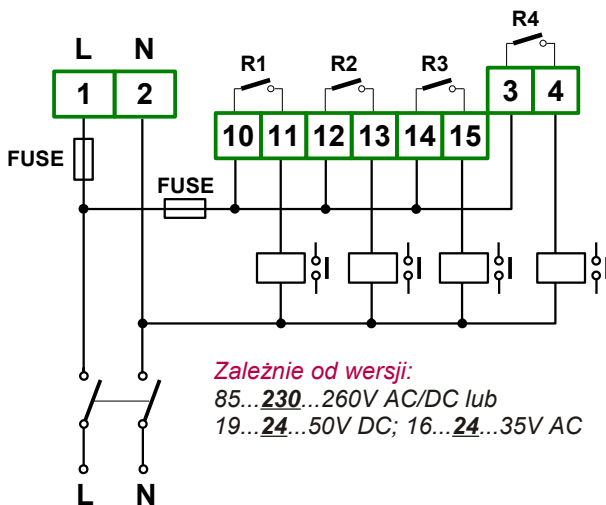 L N
R1 R2 R3 R4
1 2
3 4
10 11 12 13 14 15
FUSE
FUSE
I I I I
Zależnie od wersji:
85...230...260V AC/DC lub
19...24...50V DC; 16...24...35V AC
L N